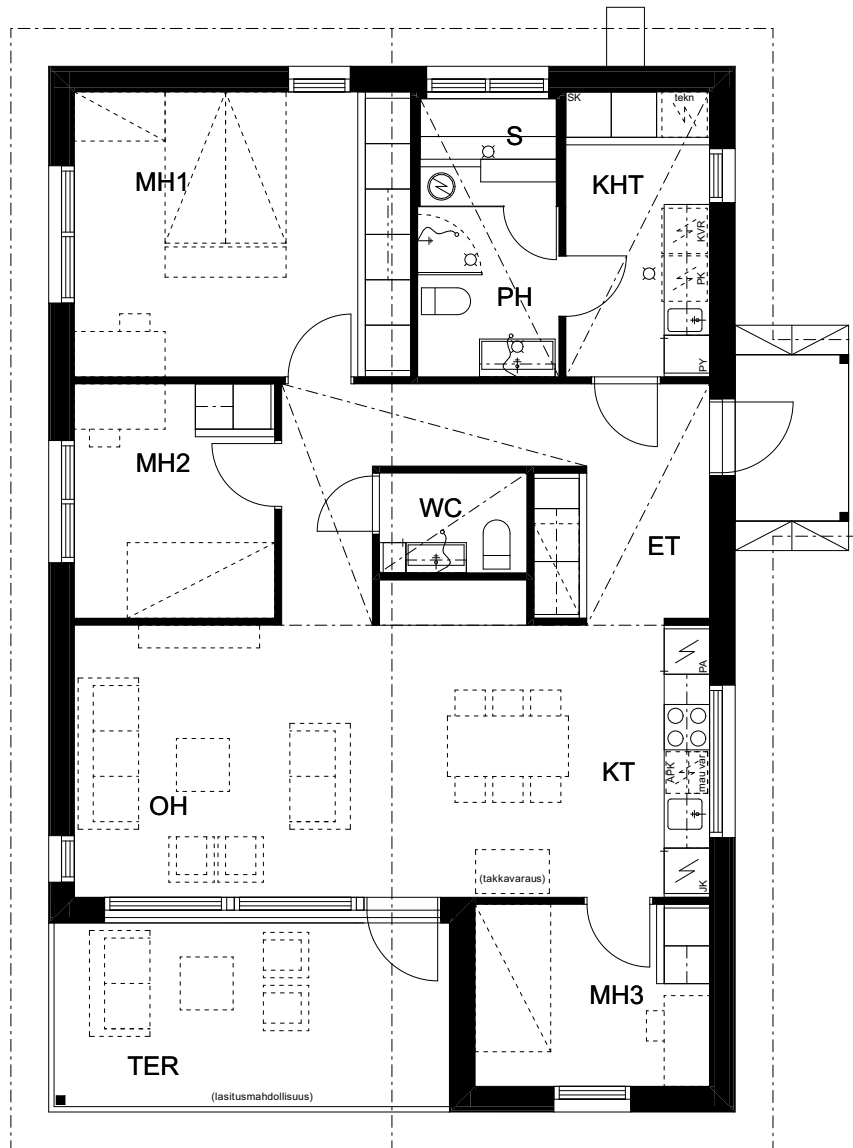 SK
tekn
S
MH1
KHT
KVR
PK
PH
PY
MH2
WC
ET
PA
KT
APK
mau var.
OH
(takkavaraus)
JK
MH3
TER
(lasitusmahdollisuus)